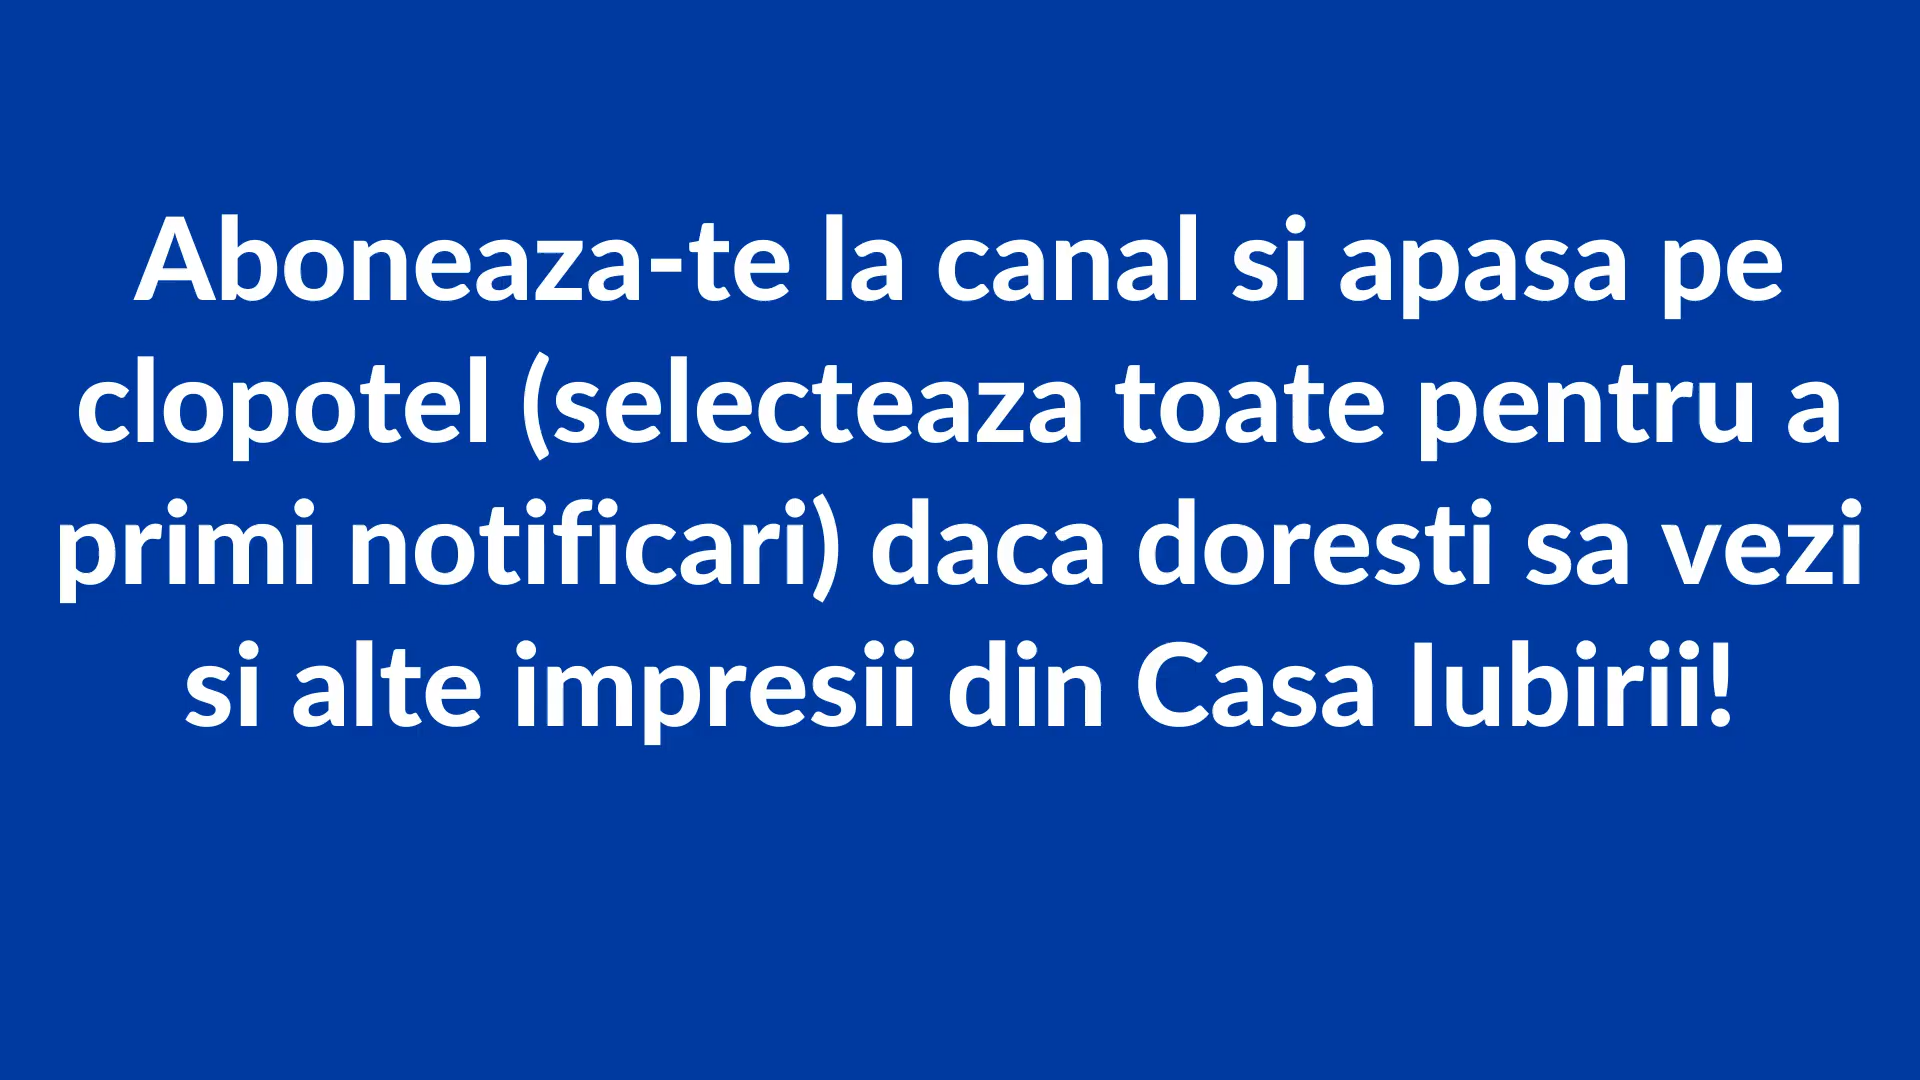 Aboneaza-te la canal si apasa pe
clopotel (selecteaza toate pentru a
primi notificari) daca doresti sa vezi
si alte impresii din Casa Iubirii!